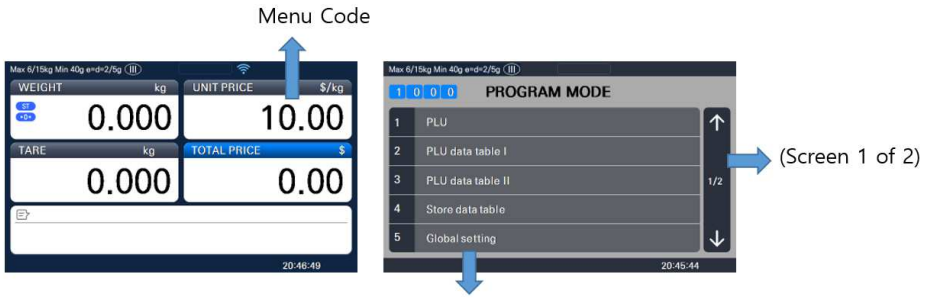 Menu Code
Max 6/15kg Min 40g e=d=2/5g III
WEIGHT kg
ST
0.000
UNIT PRICE $/kg
10.00
TARE kg
0.000
TOTAL PRICE $
0.00
20:46:49
Max 6/15kg Min 40g e=d=2/5g III
1 0 0 0 PROGRAM MODE
1 PLU
2 PLU data table I
3 PLU data table II
4 Store data table
5 Global setting
1/2
20:45:44
(Screen 1 of 2)